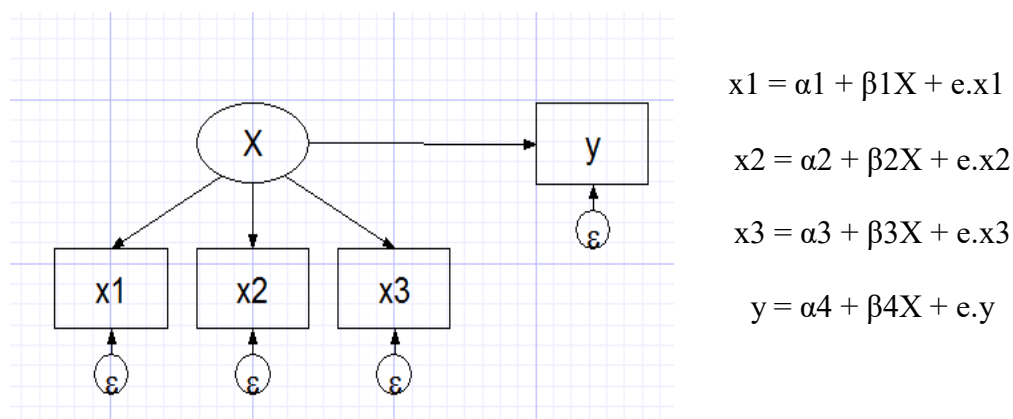 X
y
ε
x1
x2
x3
ε
ε
ε
x1 = α1 + β1X + e.x1
x2 = α2 + β2X + e.x2
x3 = α3 + β3X + e.x3
y = α4 + β4X + e.y